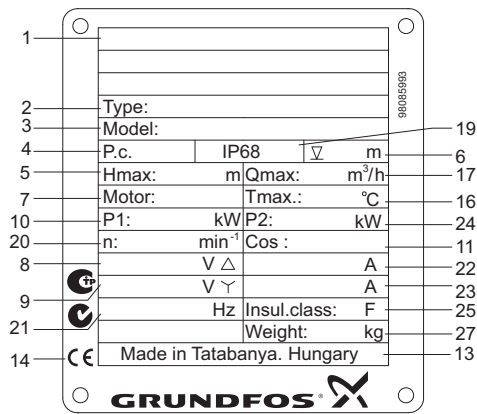 1
98085993
2 Type:
3 Model: 19
4 P.c. IP68 m 6
5 Hmax: m Qmax: m³/h 17
7 Motor: Tmax.: °C 16
10 P1: kW P2: kW 24
20 n: min⁻¹ Cos : 11
8 V △ A 22
9 V Y A 23
21 Hz Insul.class: F 25
Weight: kg 27
14 CE Made in Tatabanya. Hungary 13
GRUNDFOS